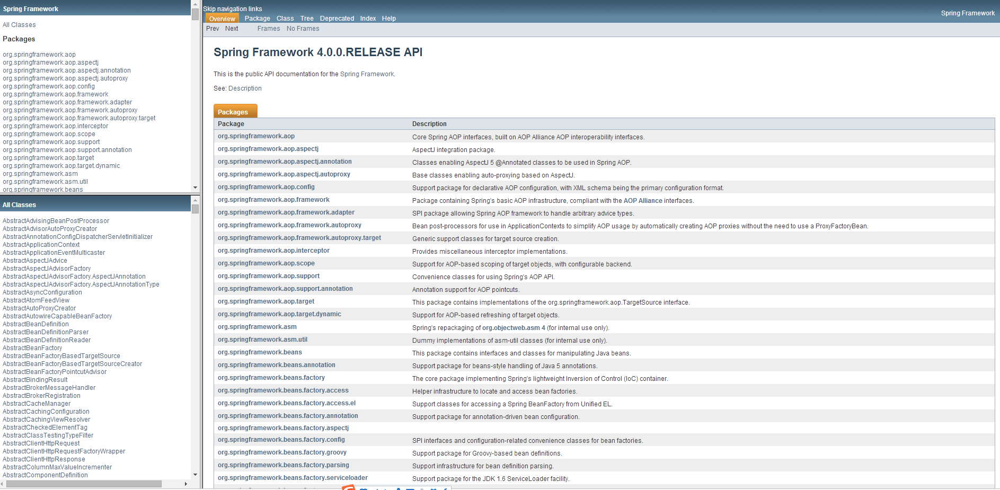 Spring Framework
All Classes
Packages
org.springframework.aop
org.springframework.aop.aspectj
org.springframework.aop.aspectj.annotation
org.springframework.aop.aspectj.autoproxy
org.springframework.aop.config
org.springframework.aop.framework
org.springframework.aop.framework.adapter
org.springframework.aop.framework.autoproxy
org.springframework.aop.framework.autoproxy.target
org.springframework.aop.interceptor
org.springframework.aop.scope
org.springframework.aop.support
org.springframework.aop.support.annotation
org.springframework.aop.target
org.springframework.aop.target.dynamic
org.springframework.asm
org.springframework.asm.util
org.springframework.beans
All Classes
AbstractAdvisingBeanPostProcessor
AbstractAdvisorAutoProxyCreator
AbstractAnnotationConfigDispatcherServletInitializer
AbstractApplicationContext
AbstractApplicationEventMulticaster
AbstractAspectJAdvice
AbstractAspectJAdvisorFactory
AbstractAspectJAdvisorFactory.AspectJAnnotation
AbstractAspectJAdvisorFactory.AspectJAnnotationType
AbstractAsyncConfiguration
AbstractAtomFeedView
AbstractAutoProxyCreator
AbstractAutowireCapableBeanFactory
AbstractBeanDefinition
AbstractBeanDefinitionParser
AbstractBeanDefinitionReader
AbstractBeanFactory
AbstractBeanFactoryBasedTargetSource
AbstractBeanFactoryBasedTargetSourceCreator
AbstractBeanFactoryPointcutAdvisor
AbstractBindingResult
AbstractBrokerMessageHandler
AbstractBrokerRegistration
AbstractCacheManager
AbstractCachingConfiguration
AbstractCachingViewResolver
AbstractCheckedElementTag
AbstractClassTestingTypeFilter
AbstractClientHttpRequest
AbstractClientHttpRequestFactoryWrapper
AbstractClientHttpResponse
AbstractColumnMaxValueIncrementer
AbstractComponentDefinition
Skip navigation links
Overview Package Class Tree Deprecated Index Help
Spring Framework
Prev Next Frames No Frames
Spring Framework 4.0.0.RELEASE API
This is the public API documentation for the Spring Framework.
See: Description
Packages
Package Description
org.springframework.aop Core Spring AOP interfaces, built on AOP Alliance AOP interoperability interfaces.
org.springframework.aop.aspectj AspectJ integration package.
org.springframework.aop.aspectj.annotation Classes enabling AspectJ 5 @Annotated classes to be used in Spring AOP.
org.springframework.aop.aspectj.autoproxy Base classes enabling auto-proxying based on AspectJ.
org.springframework.aop.config Support package for declarative AOP configuration, with XML schema being the primary configuration format.
org.springframework.aop.framework Package containing Spring's basic AOP infrastructure, compliant with the AOP Alliance interfaces.
org.springframework.aop.framework.adapter SPI package allowing Spring AOP framework to handle arbitrary advice types.
org.springframework.aop.framework.autoproxy Bean post-processors for use in ApplicationContexts to simplify AOP usage by automatically creating AOP proxies without the need to use a ProxyFactoryBean.
org.springframework.aop.framework.autoproxy.target Generic support classes for target source creation.
org.springframework.aop.interceptor Provides miscellaneous interceptor implementations.
org.springframework.aop.scope Support for AOP-based scoping of target objects, with configurable backend.
org.springframework.aop.support Convenience classes for using Spring's AOP API.
org.springframework.aop.support.annotation Annotation support for AOP pointcuts.
org.springframework.aop.target This package contains implementations of the org.springframework.aop.TargetSource interface.
org.springframework.aop.target.dynamic Support for AOP-based refreshing of target objects.
org.springframework.asm Spring's repackaging of org.objectweb.asm 4 (for internal use only).
org.springframework.asm.util Dummy implementations of asm-util classes (for internal use only).
org.springframework.beans This package contains interfaces and classes for manipulating Java beans.
org.springframework.beans.annotation Support package for beans-style handling of Java 5 annotations.
org.springframework.beans.factory The core package implementing Spring's lightweight Inversion of Control (IoC) container.
org.springframework.beans.factory.access Helper infrastructure to locate and access bean factories.
org.springframework.beans.factory.access.el Support classes for accessing a Spring BeanFactory from Unified EL.
org.springframework.beans.factory.annotation Support package for annotation-driven bean configuration.
org.springframework.beans.factory.aspectj
org.springframework.beans.factory.config SPI interfaces and configuration-related convenience classes for bean factories.
org.springframework.beans.factory.groovy Support package for Groovy-based bean definitions.
org.springframework.beans.factory.parsing Support infrastructure for bean definition parsing.
org.springframework.beans.factory.serviceloader Support package for the JDK 1.6 ServiceLoader facility.